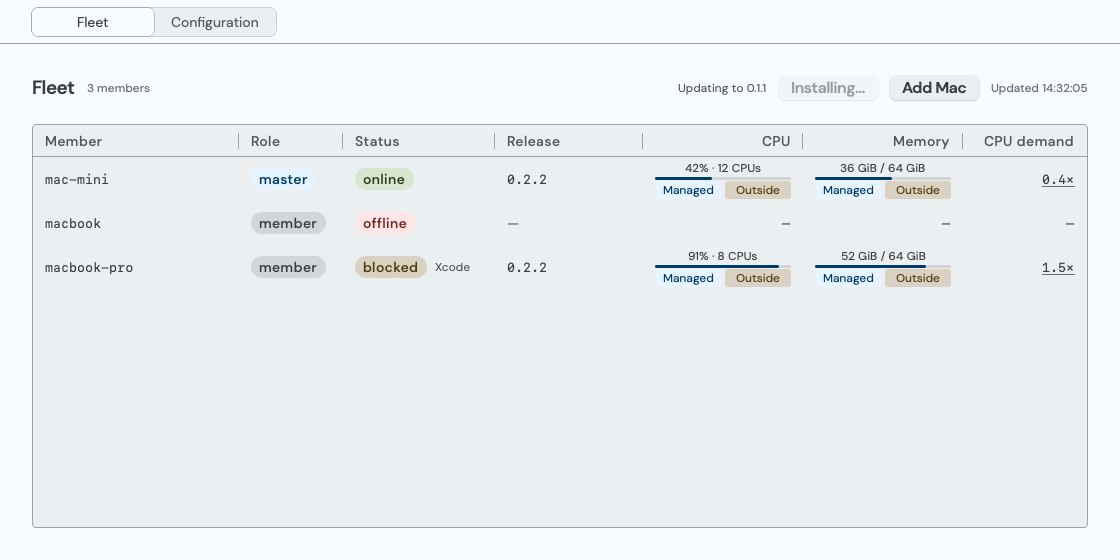 Fleet Configuration
Fleet 3 members Updating to 0.1.1 Installing... Add Mac Updated 14:32:05
Member Role Status Release CPU Memory CPU demand
mac-mini master online 0.2.2 42% · 12 CPUs 36 GiB / 64 GiB 0.4×
Managed Outside Managed Outside
macbook member offline — — — —
macbook-pro member blocked Xcode 0.2.2 91% · 8 CPUs 52 GiB / 64 GiB 1.5×
Managed Outside Managed Outside